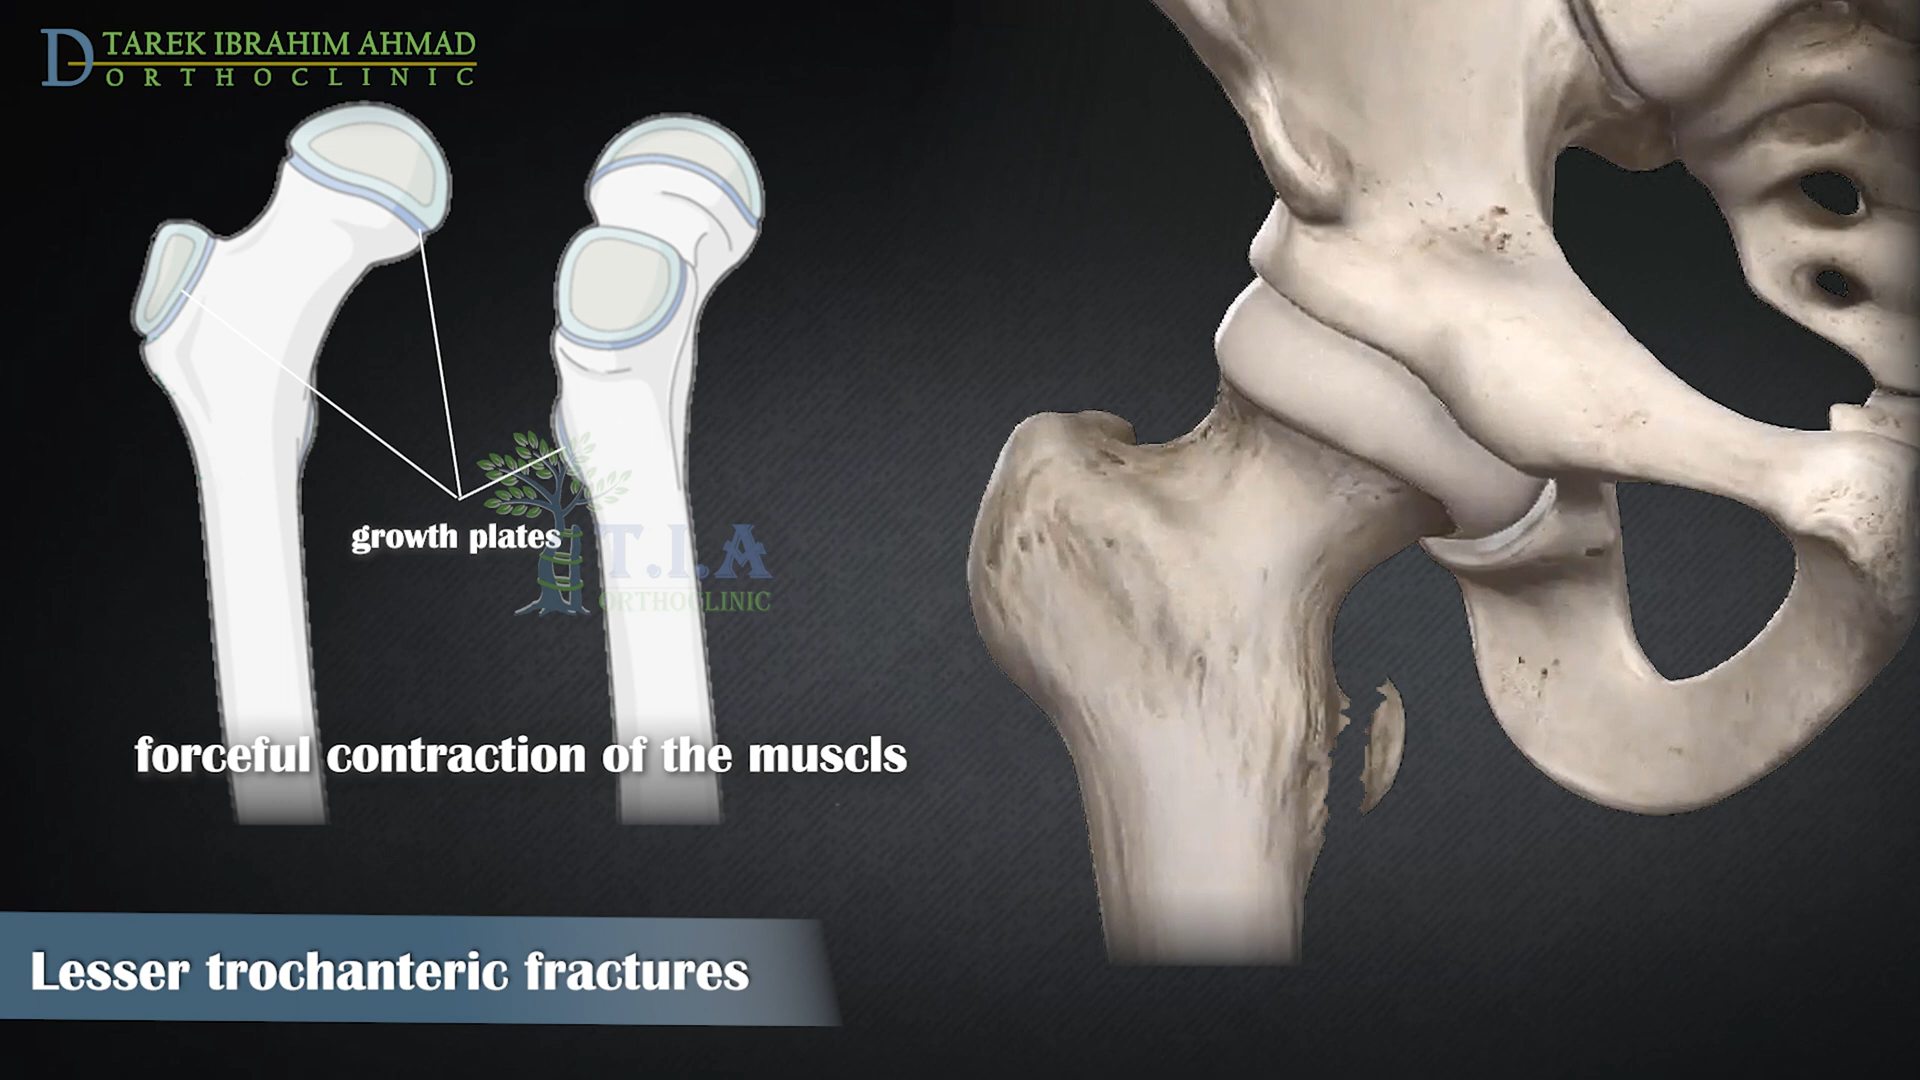 D TAREK IBRAHIM AHMAD
ORTHOCLINIC
growth plates
T.I.A
ORTHOCLINIC
forceful contraction of the muscls
Lesser trochanteric fractures